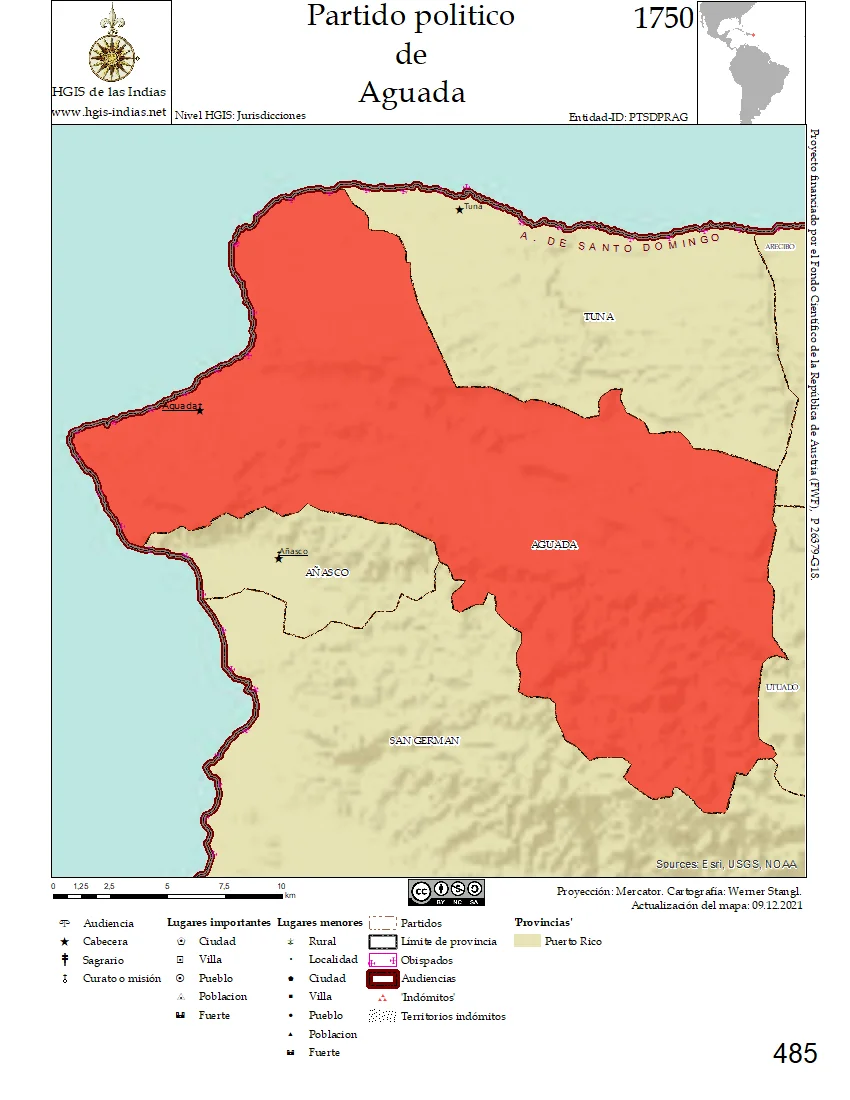 Partido politico
de
Aguada
1750
HGIS de las Indias
www.hgis-indias.net
Nivel HGIS: Jurisdicciones
Entidad-ID: PTSDPRAG
Proyecto financiado por el Fondo Científico de la República de Austria (FWF), P 26379-G18.
Tuna
A. DE SANTO DOMINGO
ARECIBO
TUNA
Aguada
Añasco
AÑASCO
AGUADA
UTUADO
SAN GERMAN
Sources: Esri, USGS, NOAA
0 1,25 2,5 5 7,5 10
km
CC BY NC SA
Proyección: Mercator. Cartografía: Werner Stangl.
Actualización del mapa: 09.12.2021
Audiencia
Cabecera
Sagrario
Curato o misión
Lugares importantes
Ciudad
Villa
Pueblo
Poblacion
Fuerte
Lugares menores
Rural
Localidad
Ciudad
Villa
Pueblo
Poblacion
Fuerte
Partidos
Límite de provincia
Obispados
Audiencias
'Indómitos'
Territorios indómitos
'Provincias'
Puerto Rico
485